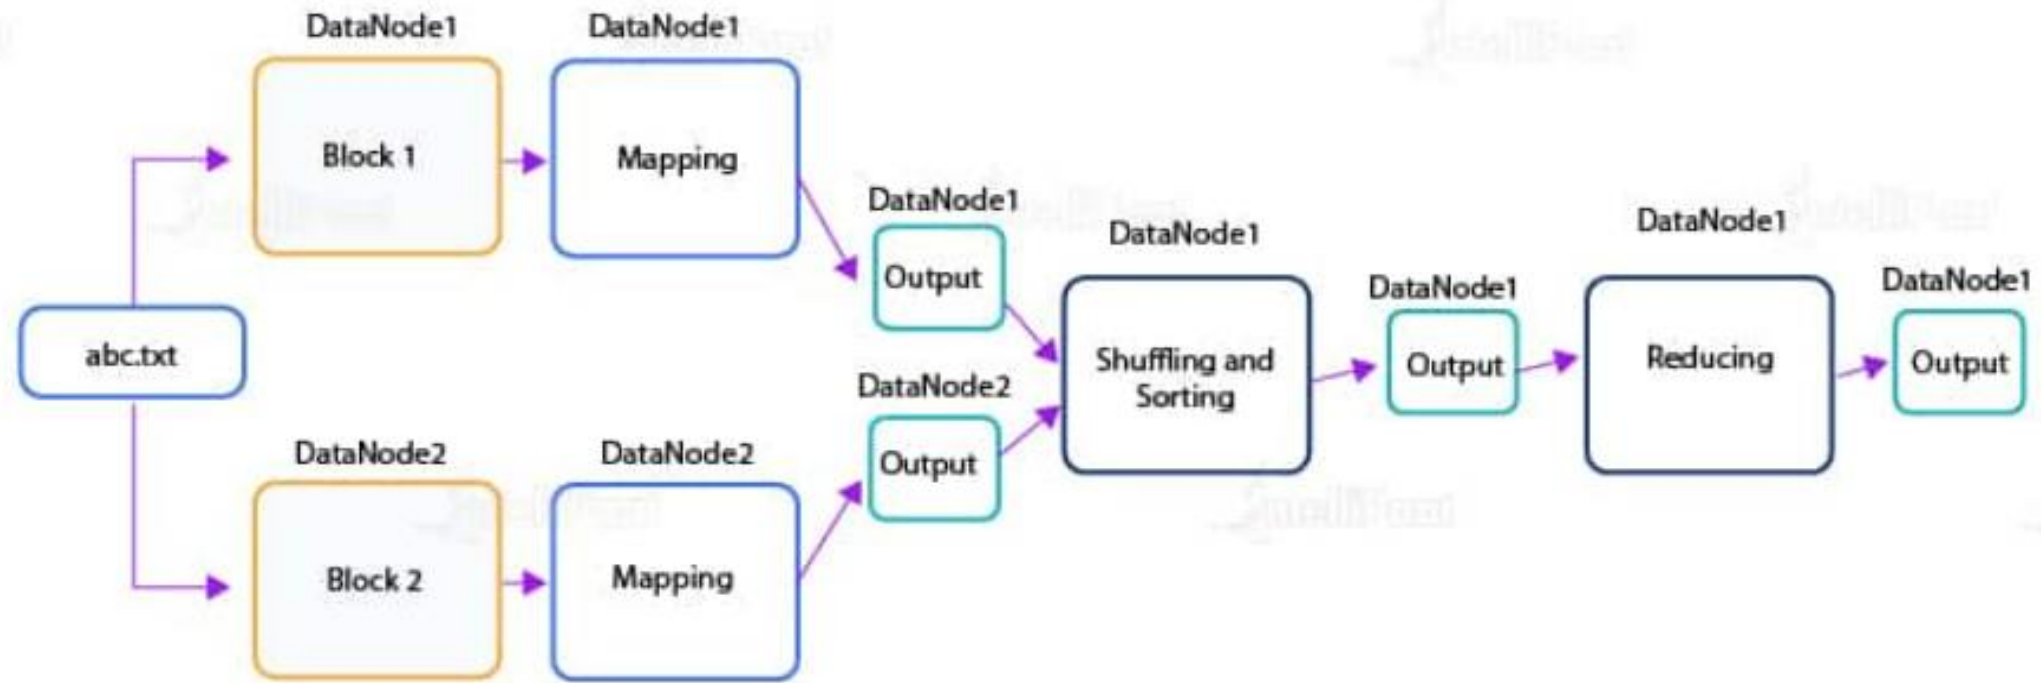 DataNode1
Block 1
DataNode1
Mapping
abc.txt
DataNode2
Block 2
DataNode2
Mapping
DataNode1
Output
DataNode2
Output
DataNode1
Shuffling and
Sorting
DataNode1
Output
DataNode1
Reducing
DataNode1
Output